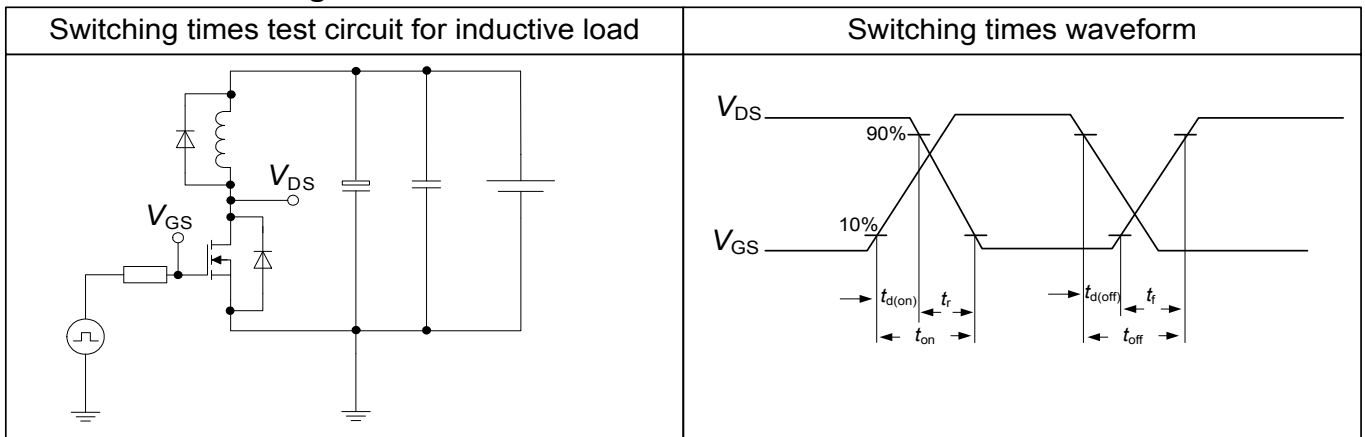 Switching times test circuit for inductive load
Switching times waveform
VDS
VGS
VDS
90%
10%
VGS
td(on)
tr
td(off)
tf
ton
toff